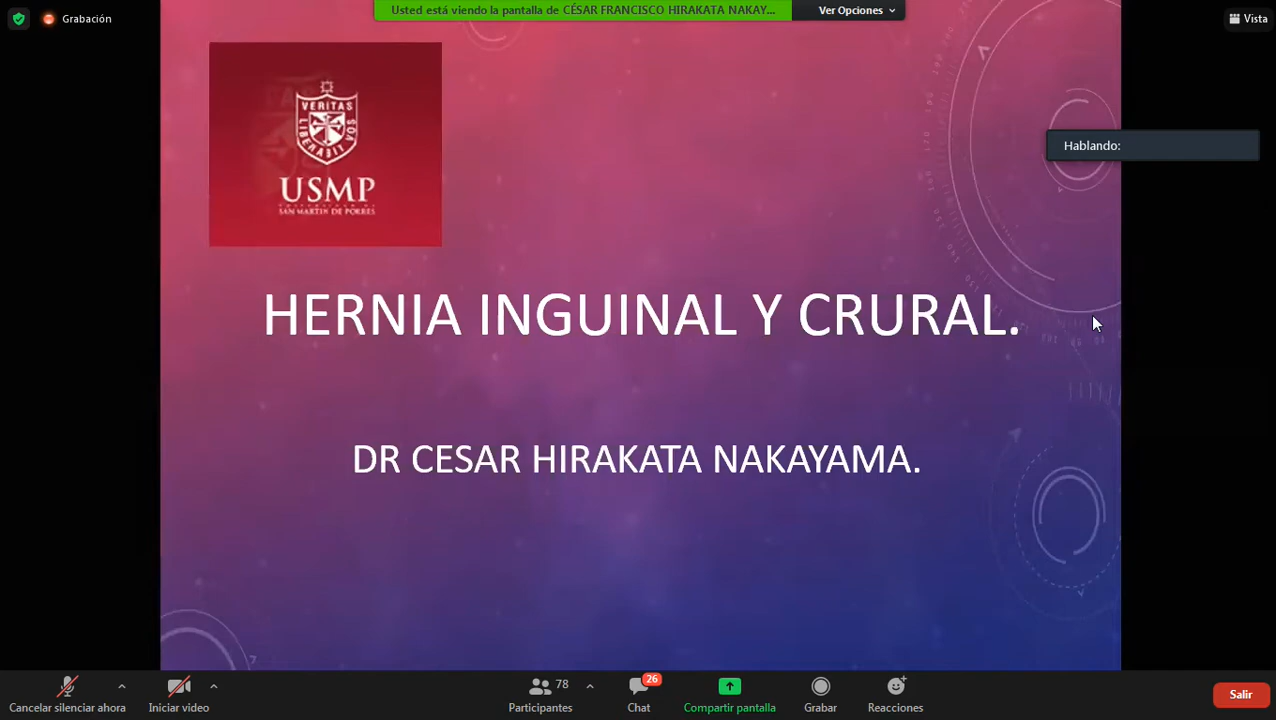 Grabación
Usted está viendo la pantalla de CÉSAR FRANCISCO HIRAKATA NAKAY...
Ver Opciones
Vista
VERITAS
LIBERABIT VOS
USMP
UNIVERSIDAD DE
SAN MARTIN DE PORRES
Hablando:
HERNIA INGUINAL Y CRURAL.
DR CESAR HIRAKATA NAKAYAMA.
78
26
Cancelar silenciar ahora
Iniciar video
Participantes
Chat
Compartir pantalla
Grabar
Reacciones
Salir